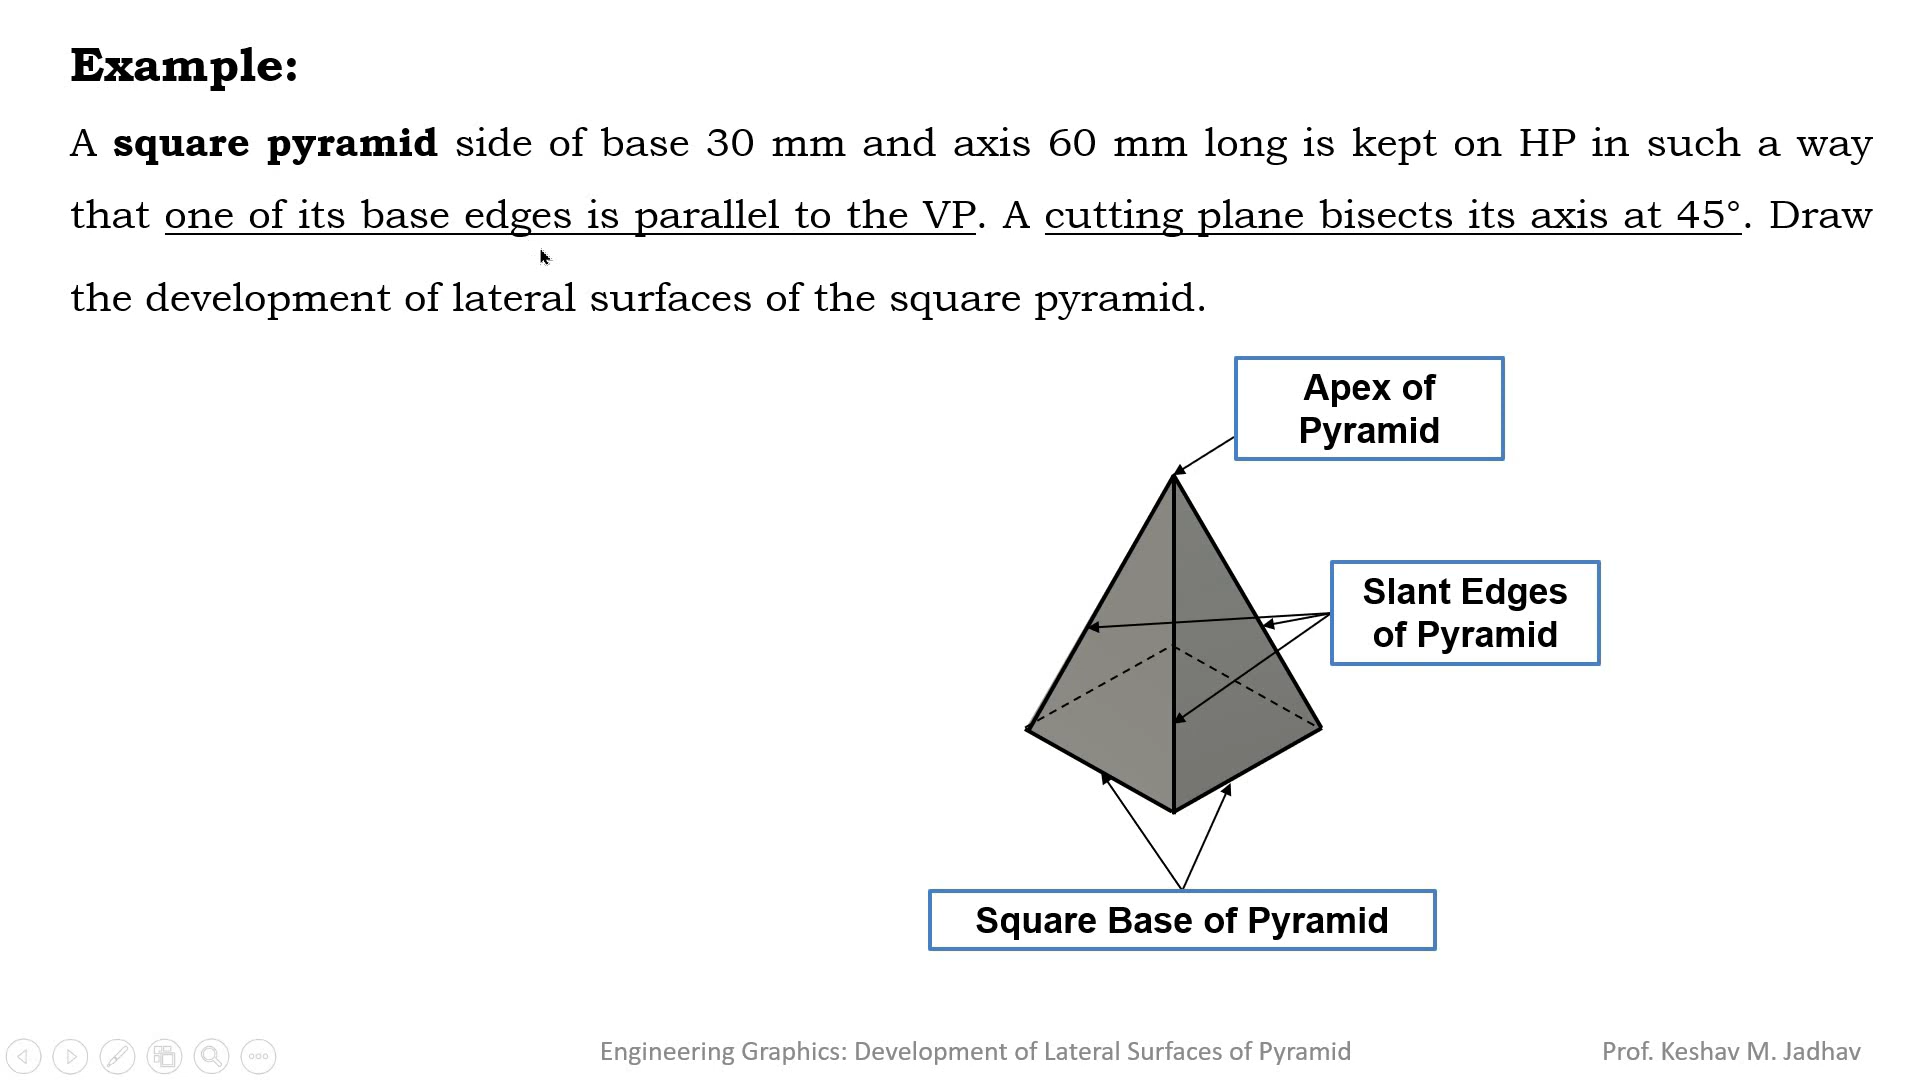 Example:
A square pyramid side of base 30 mm and axis 60 mm long is kept on HP in such a way
that one of its base edges is parallel to the VP. A cutting plane bisects its axis at 45°. Draw
the development of lateral surfaces of the square pyramid.
Apex of
Pyramid
Slant Edges
of Pyramid
Square Base of Pyramid
Engineering Graphics: Development of Lateral Surfaces of Pyramid
Prof. Keshav M. Jadhav